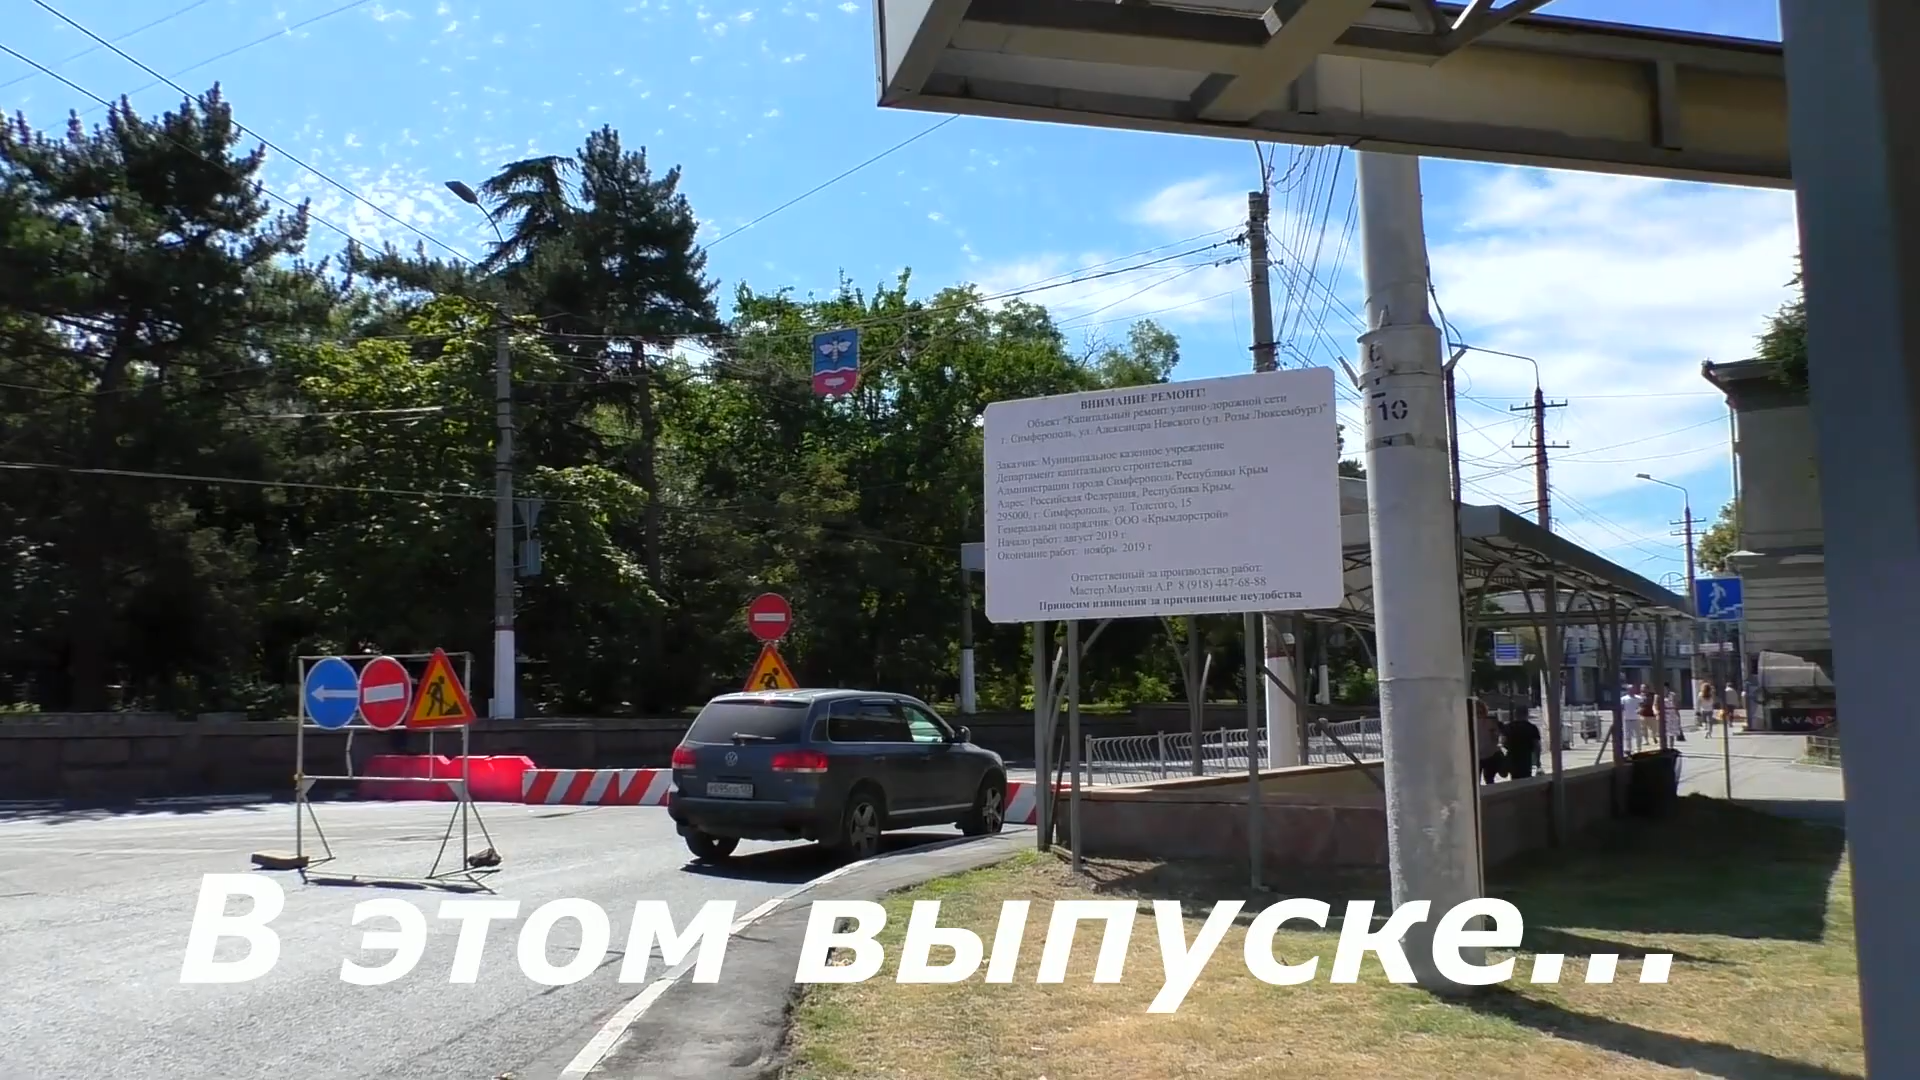 ВНИМАНИЕ РЕМОНТ!
Объект "Капитальный ремонт улично-дорожной сети
г. Симферополь, ул. Александра Невского (ул. Розы Люксембург)"
Заказчик: Муниципальное казенное учреждение
Департамент капитального строительства
Администрации города Симферополь Республики Крым
Адрес: Российская Федерация, Республика Крым,
295000, г. Симферополь, ул. Толстого, 15
Генеральный подрядчик: ООО «Крымдорстрой»
Начало работ: август 2019 г
Окончание работ: ноябрь 2019 г
Ответственный за производство работ:
Мастер Мамулян А.Р. 8 (918) 447-68-88
Приносим извинения за причиненные неудобства
10
В этом выпуске...